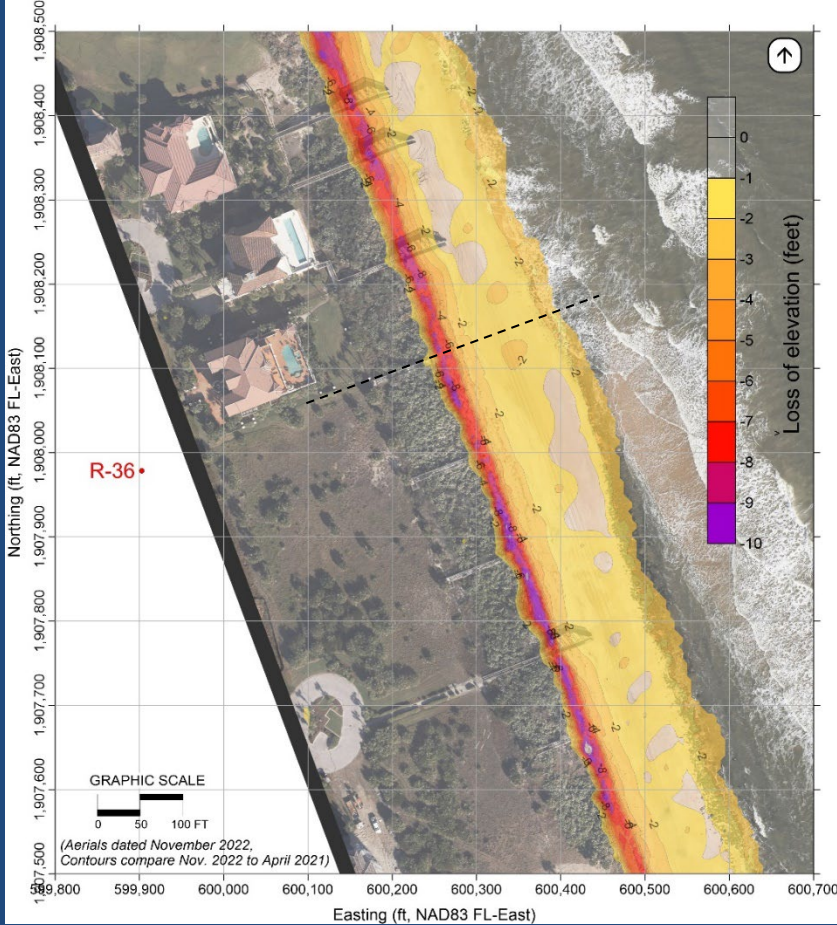 1,908,500
1,908,400
1,908,300
1,908,200
1,908,100
1,908,000
1,907,900
1,907,800
1,907,700
1,907,600
1,907,500
Northing (ft, NAD83 FL-East)
R-36
0
-1
-2
-3
-4
-5
-6
-7
-8
-9
-10
Loss of elevation (feet)
GRAPHIC SCALE
0 50 100 FT
(Aerials dated November 2022,
Contours compare Nov. 2022 to April 2021)
599,800 599,900 600,000 600,100 600,200 600,300 600,400 600,500 600,600 600,700
Easting (ft, NAD83 FL-East)